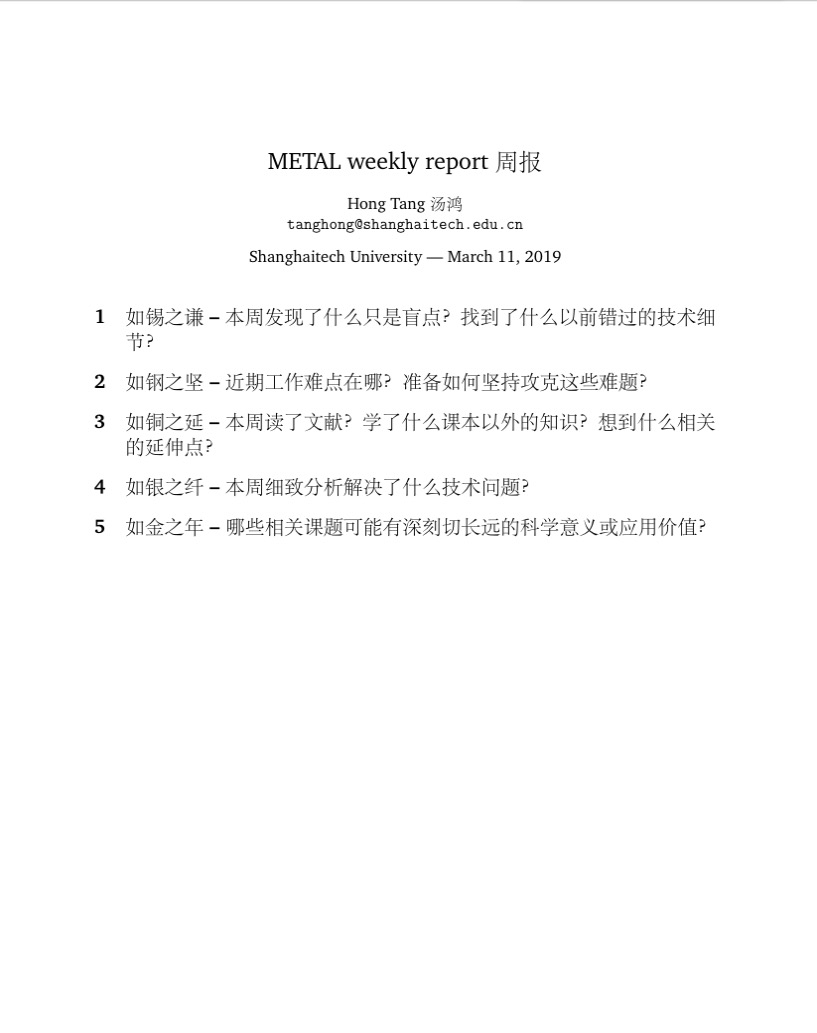 METAL weekly report 周报
Hong Tang 汤鸿
tanghong@shanghaitech.edu.cn
Shanghaitech University — March 11, 2019
1 如锡之谦 – 本周发现了什么只是盲点？找到了什么以前错过的技术细
节？
2 如钢之坚 – 近期工作难点在哪？准备如何坚持攻克这些难题？
3 如铜之延 – 本周读了文献？学了什么课本以外的知识？想到什么相关
的延伸点？
4 如银之纤 – 本周细致分析解决了什么技术问题？
5 如金之年 – 哪些相关课题可能有深刻切长远的科学意义或应用价值？